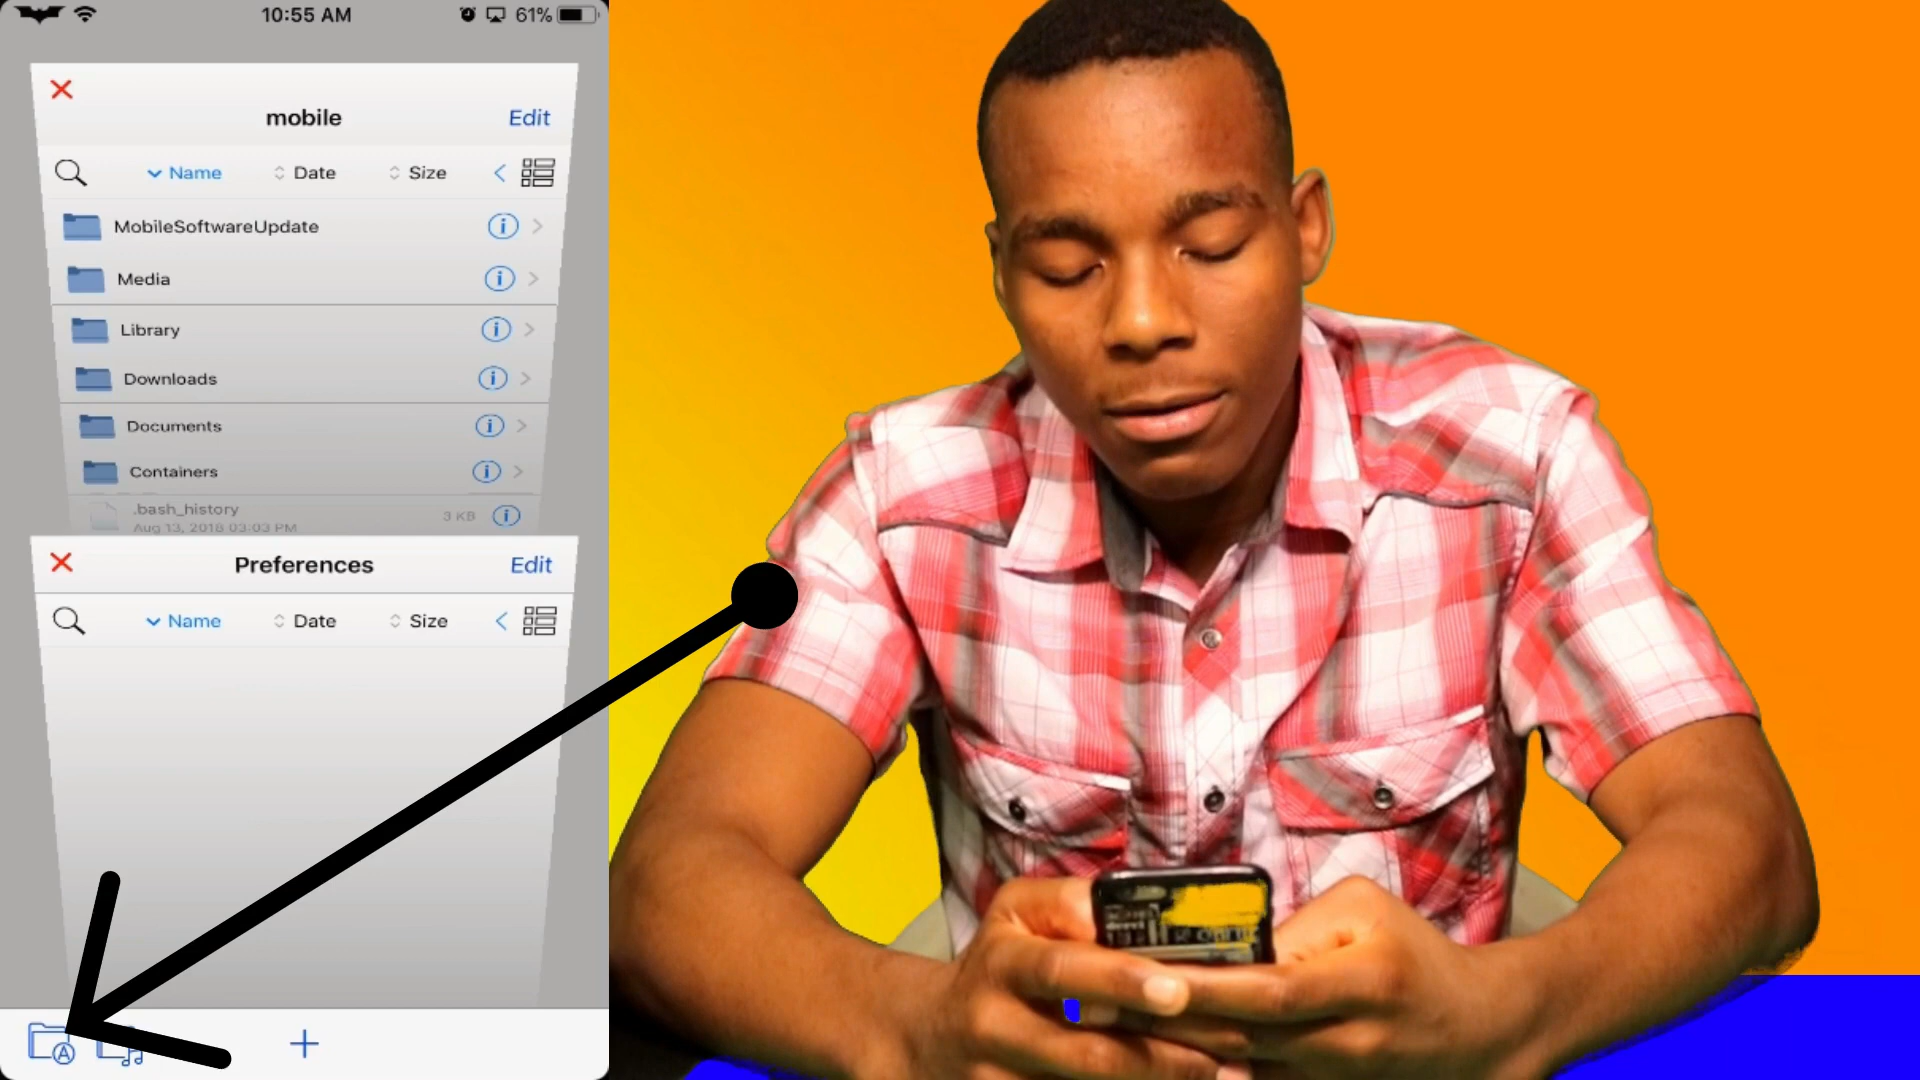 10:55 AM 61%
mobile Edit
Name Date Size
MobileSoftwareUpdate
Media
Library
Downloads
Documents
Containers
.bash_history
Aug 13, 2018 03:03 PM 3 KB
Preferences Edit
Name Date Size